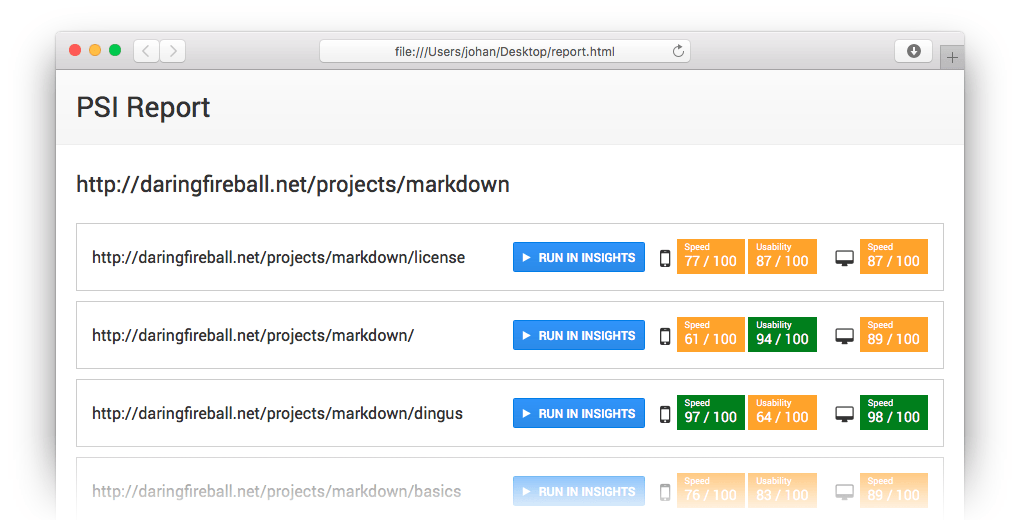 file:///Users/johan/Desktop/report.html
PSI Report
http://daringfireball.net/projects/markdown
http://daringfireball.net/projects/markdown/license
RUN IN INSIGHTS
Speed
77 / 100
Usability
87 / 100
Speed
87 / 100
http://daringfireball.net/projects/markdown/
RUN IN INSIGHTS
Speed
61 / 100
Usability
94 / 100
Speed
89 / 100
http://daringfireball.net/projects/markdown/dingus
RUN IN INSIGHTS
Speed
97 / 100
Usability
64 / 100
Speed
98 / 100
http://daringfireball.net/projects/markdown/basics
RUN IN INSIGHTS
Speed
76 / 100
Usability
83 / 100
Speed
89 / 100